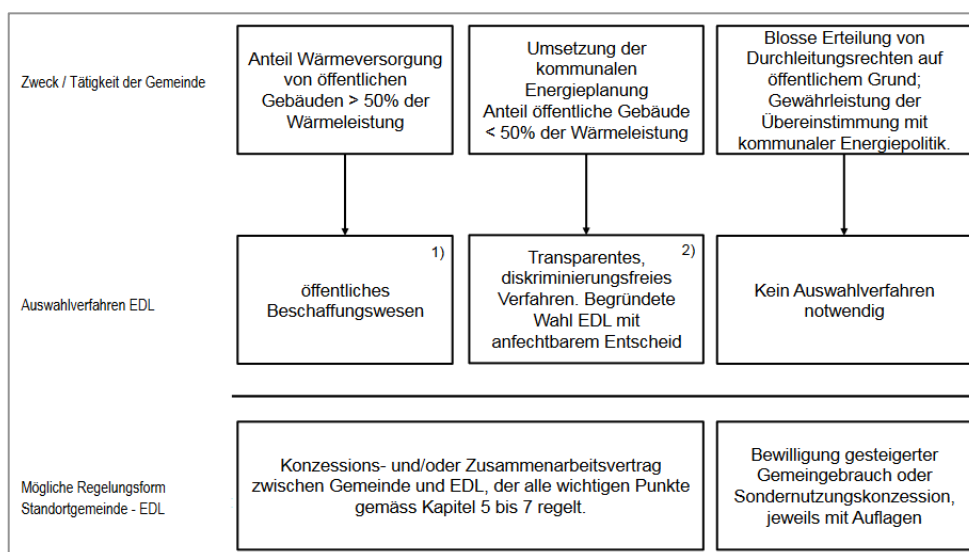 Zweck / Tätigkeit der Gemeinde
Anteil Wärmeversorgung
von öffentlichen
Gebäuden > 50% der
Wärmeleistung
Umsetzung der
kommunalen
Energieplanung
Anteil öffentliche Gebäude
< 50% der Wärmeleistung
Blosse Erteilung von
Durchleitungsrechten auf
öffentlichem Grund;
Gewährleistung der
Übereinstimmung mit
kommunaler Energiepolitik.
Auswahlverfahren EDL
1)
öffentliches
Beschaffungswesen
2)
Transparentes,
diskriminierungsfreies
Verfahren. Begründete
Wahl EDL mit
anfechtbarem Entscheid
Kein Auswahlverfahren
notwendig
Mögliche Regelungsform
Standortgemeinde - EDL
Konzessions- und/oder Zusammenarbeitsvertrag
zwischen Gemeinde und EDL, der alle wichtigen Punkte
gemäss Kapitel 5 bis 7 regelt.
Bewilligung gesteigerter
Gemeingebrauch oder
Sondernutzungskonzession,
jeweils mit Auflagen